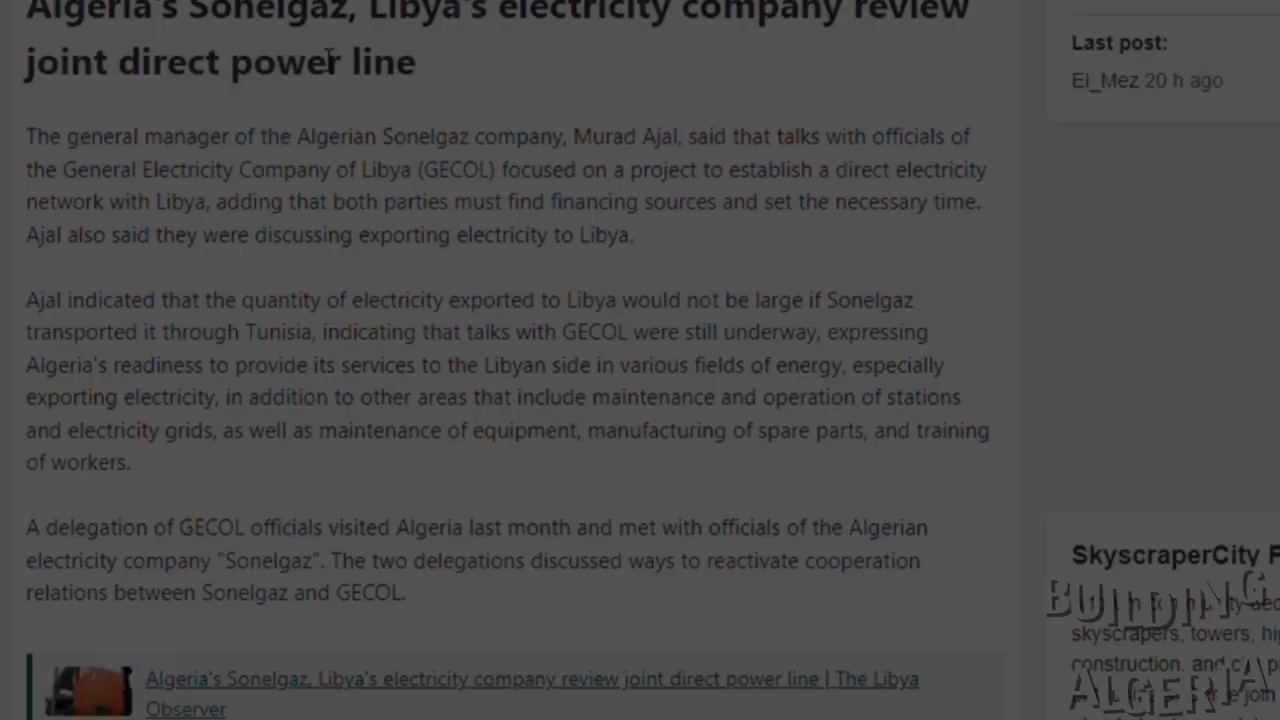 Algeria's Sonelgaz, Libya's electricity company review
joint direct power line
The general manager of the Algerian Sonelgaz company, Murad Ajal, said that talks with officials of
the General Electricity Company of Libya (GECOL) focused on a project to establish a direct electricity
network with Libya, adding that both parties must find financing sources and set the necessary time.
Ajal also said they were discussing exporting electricity to Libya.
Ajal indicated that the quantity of electricity exported to Libya would not be large if Sonelgaz
transported it through Tunisia, indicating that talks with GECOL were still underway, expressing
Algeria's readiness to provide its services to the Libyan side in various fields of energy, especially
exporting electricity, in addition to other areas that include maintenance and operation of stations
and electricity grids, as well as maintenance of equipment, manufacturing of spare parts, and training
of workers.
A delegation of GECOL officials visited Algeria last month and met with officials of the Algerian
electricity company "Sonelgaz". The two delegations discussed ways to reactivate cooperation
relations between Sonelgaz and GECOL.
Algeria's Sonelgaz, Libya's electricity company review joint direct power line | The Libya
Observer
Last post:
El_Mez 20 h ago
SkyscraperCity F
skyscrapers, towers, hi
construction, and
join
BUILDING
ALGERIA